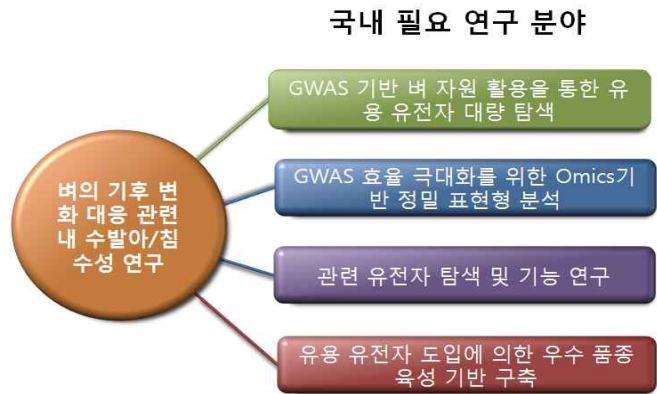 국내 필요 연구 분야
벼의 기후 변
화 대응 관련
내 수발아/침
수성 연구
GWAS 기반 벼 자원 활용을 통한 유
용 유전자 대량 탐색
GWAS 효율 극대화를 위한 Omics기
반 정밀 표현형 분석
관련 유전자 탐색 및 기능 연구
유용 유전자 도입에 의한 우수 품종
육성 기반 구축